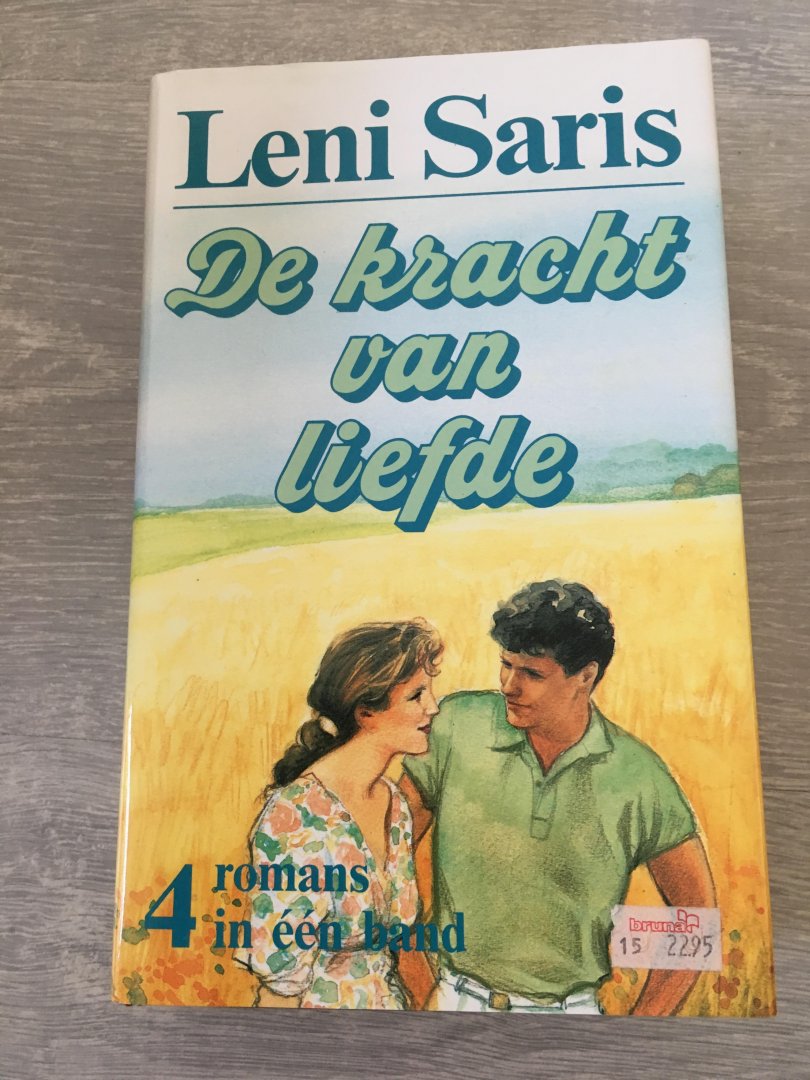 Leni Saris
De kracht
van
liefde
4 romans
in één band
bruna
15 2295